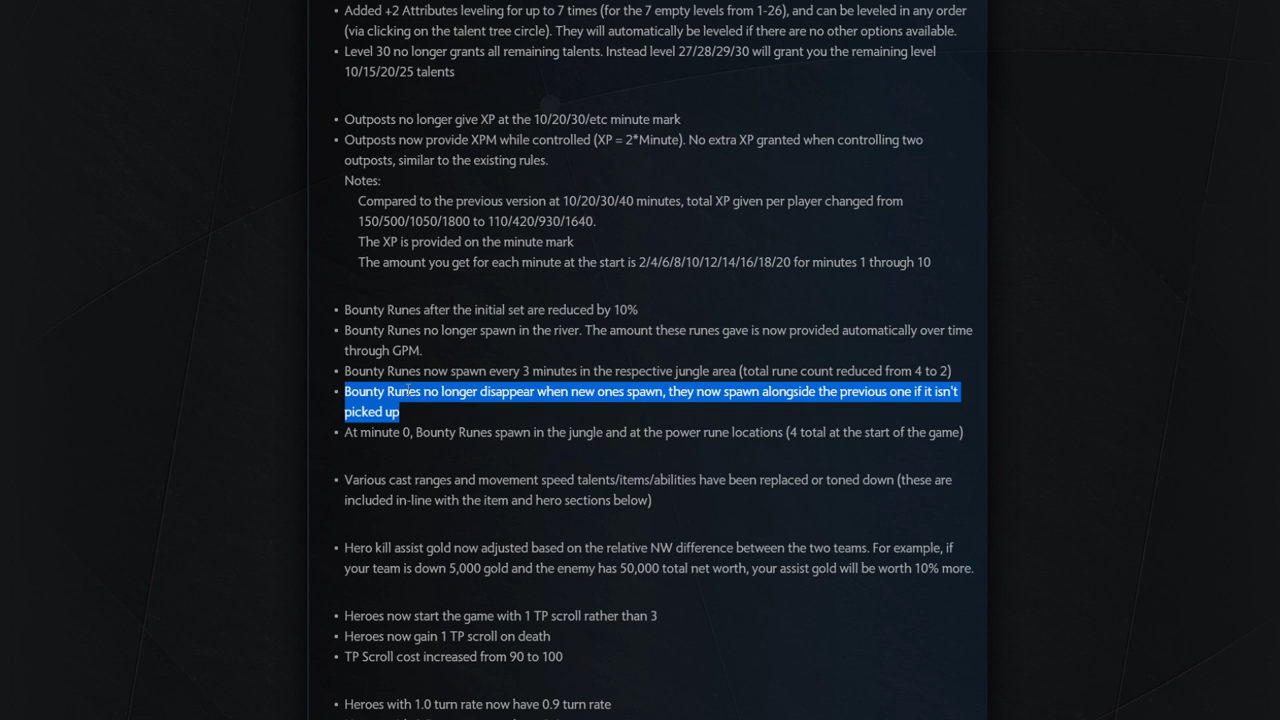 • Added +2 Attributes leveling for up to 7 times (for the 7 empty levels from 1-26), and can be leveled in any order
(via clicking on the talent tree circle). They will automatically be leveled if there are no other options available.
• Level 30 no longer grants all remaining talents. Instead level 27/28/29/30 will grant you the remaining level
10/15/20/25 talents
• Outposts no longer give XP at the 10/20/30/etc minute mark
• Outposts now provide XPM while controlled (XP = 2*Minute). No extra XP granted when controlling two
outposts, similar to the existing rules.
Notes:
Compared to the previous version at 10/20/30/40 minutes, total XP given per player changed from
150/500/1050/1800 to 110/420/930/1640.
The XP is provided on the minute mark
The amount you get for each minute at the start is 2/4/6/8/10/12/14/16/18/20 for minutes 1 through 10
• Bounty Runes after the initial set are reduced by 10%
• Bounty Runes no longer spawn in the river. The amount these runes gave is now provided automatically over time
through GPM.
• Bounty Runes now spawn every 3 minutes in the respective jungle area (total rune count reduced from 4 to 2)
• Bounty Runes no longer disappear when new ones spawn, they now spawn alongside the previous one if it isn't
picked up
• At minute 0, Bounty Runes spawn in the jungle and at the power rune locations (4 total at the start of the game)
• Various cast ranges and movement speed talents/items/abilities have been replaced or toned down (these are
included in-line with the item and hero sections below)
• Hero kill assist gold now adjusted based on the relative NW difference between the two teams. For example, if
your team is down 5,000 gold and the enemy has 50,000 total net worth, your assist gold will be worth 10% more.
• Heroes now start the game with 1 TP scroll rather than 3
• Heroes now gain 1 TP scroll on death
• TP Scroll cost increased from 90 to 100
• Heroes with 1.0 turn rate now have 0.9 turn rate